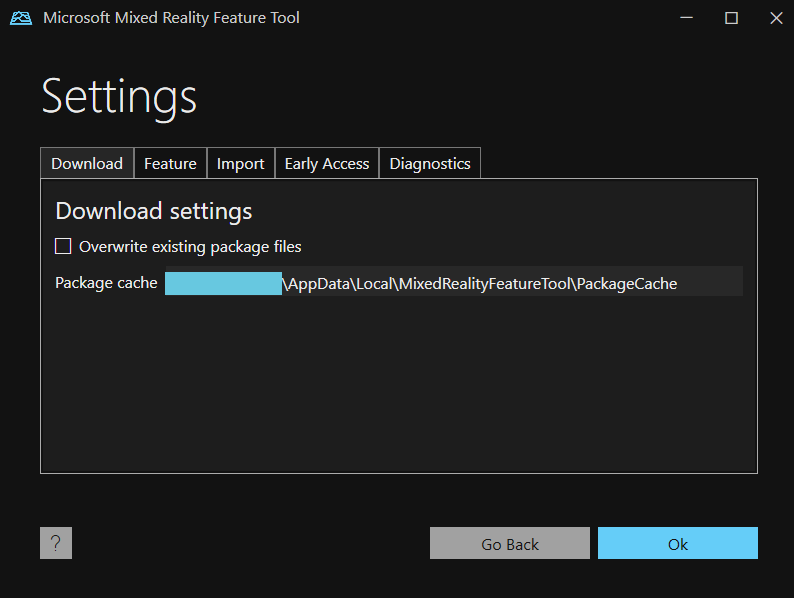 Microsoft Mixed Reality Feature Tool
Settings
Download Feature Import Early Access Diagnostics
Download settings
Overwrite existing package files
Package cache \AppData\Local\MixedRealityFeatureTool\PackageCache
? Go Back Ok